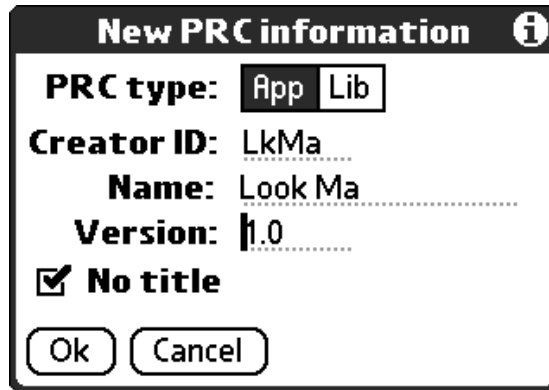 New PRC information i
PRC type: App Lib
Creator ID: LkMa
Name: Look Ma
Version: 1.0
No title
Ok Cancel